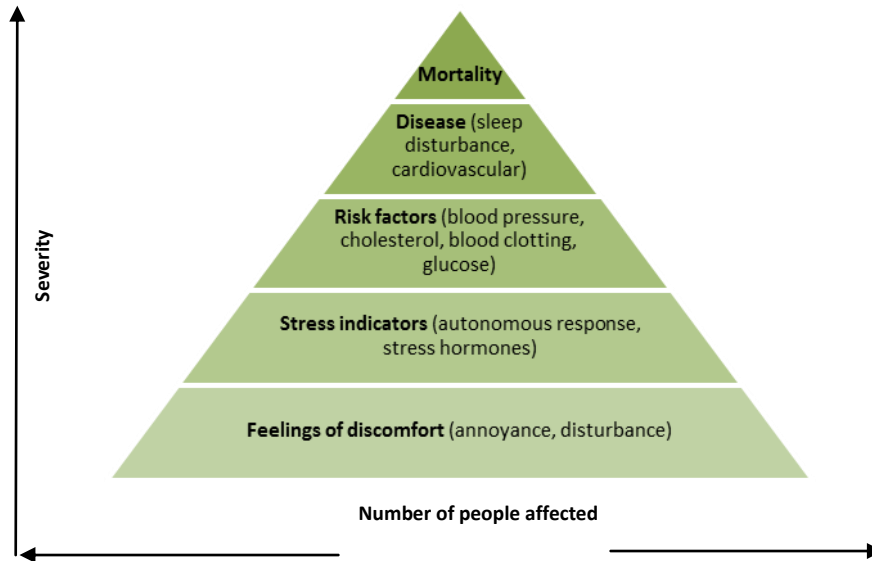 Mortality
Disease (sleep
disturbance,
cardiovascular)
Risk factors (blood pressure,
cholesterol, blood clotting,
glucose)
Severity
Stress indicators (autonomous response,
stress hormones)
Feelings of discomfort (annoyance, disturbance)
Number of people affected